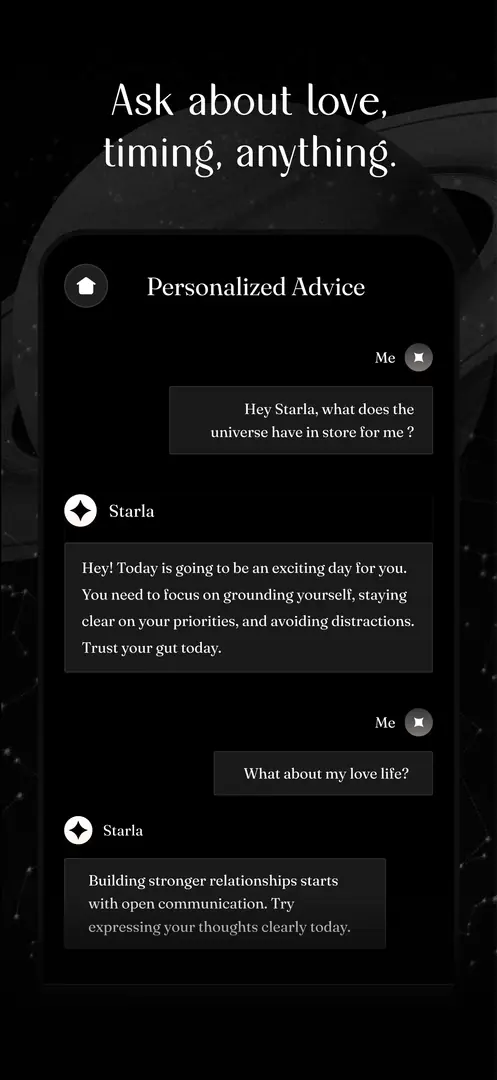 Ask about love,
timing, anything.
Personalized Advice
Me
Hey Starla, what does the
universe have in store for me ?
Starla
Hey! Today is going to be an exciting day for you.
You need to focus on grounding yourself, staying
clear on your priorities, and avoiding distractions.
Trust your gut today.
Me
What about my love life?
Starla
Building stronger relationships starts
with open communication. Try
expressing your thoughts clearly today.